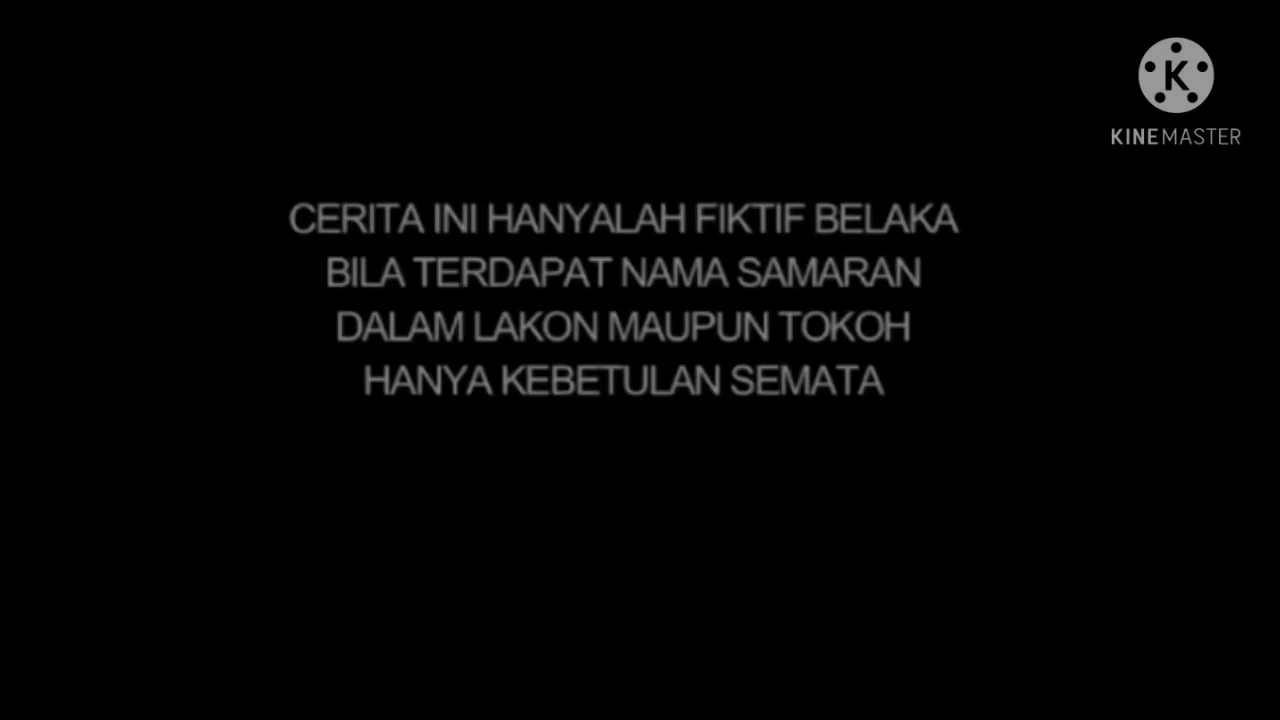 K
KINEMASTER
CERITA INI HANYALAH FIKTIF BELAKA
BILA TERDAPAT NAMA SAMARAN
DALAM LAKON MAUPUN TOKOH
HANYA KEBETULAN SEMATA